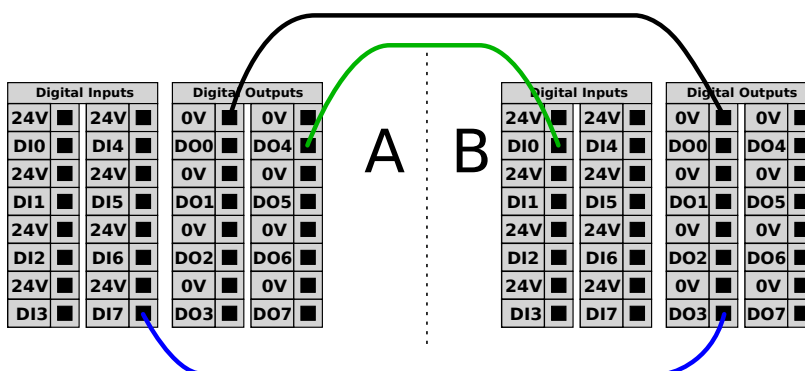 Digital Inputs Digital Outputs Digital Inputs Digital Outputs
24V 24V 0V 0V 24V 24V 0V 0V
DI0 DI4 DO0 DO4 A B DI0 DI4 DO0 DO4
24V 24V 0V 0V 24V 24V 0V 0V
DI1 DI5 DO1 DO5 DI1 DI5 DO1 DO5
24V 24V 0V 0V 24V 24V 0V 0V
DI2 DI6 DO2 DO6 DI2 DI6 DO2 DO6
24V 24V 0V 0V 24V 24V 0V 0V
DI3 DI7 DO3 DO7 DI3 DI7 DO3 DO7